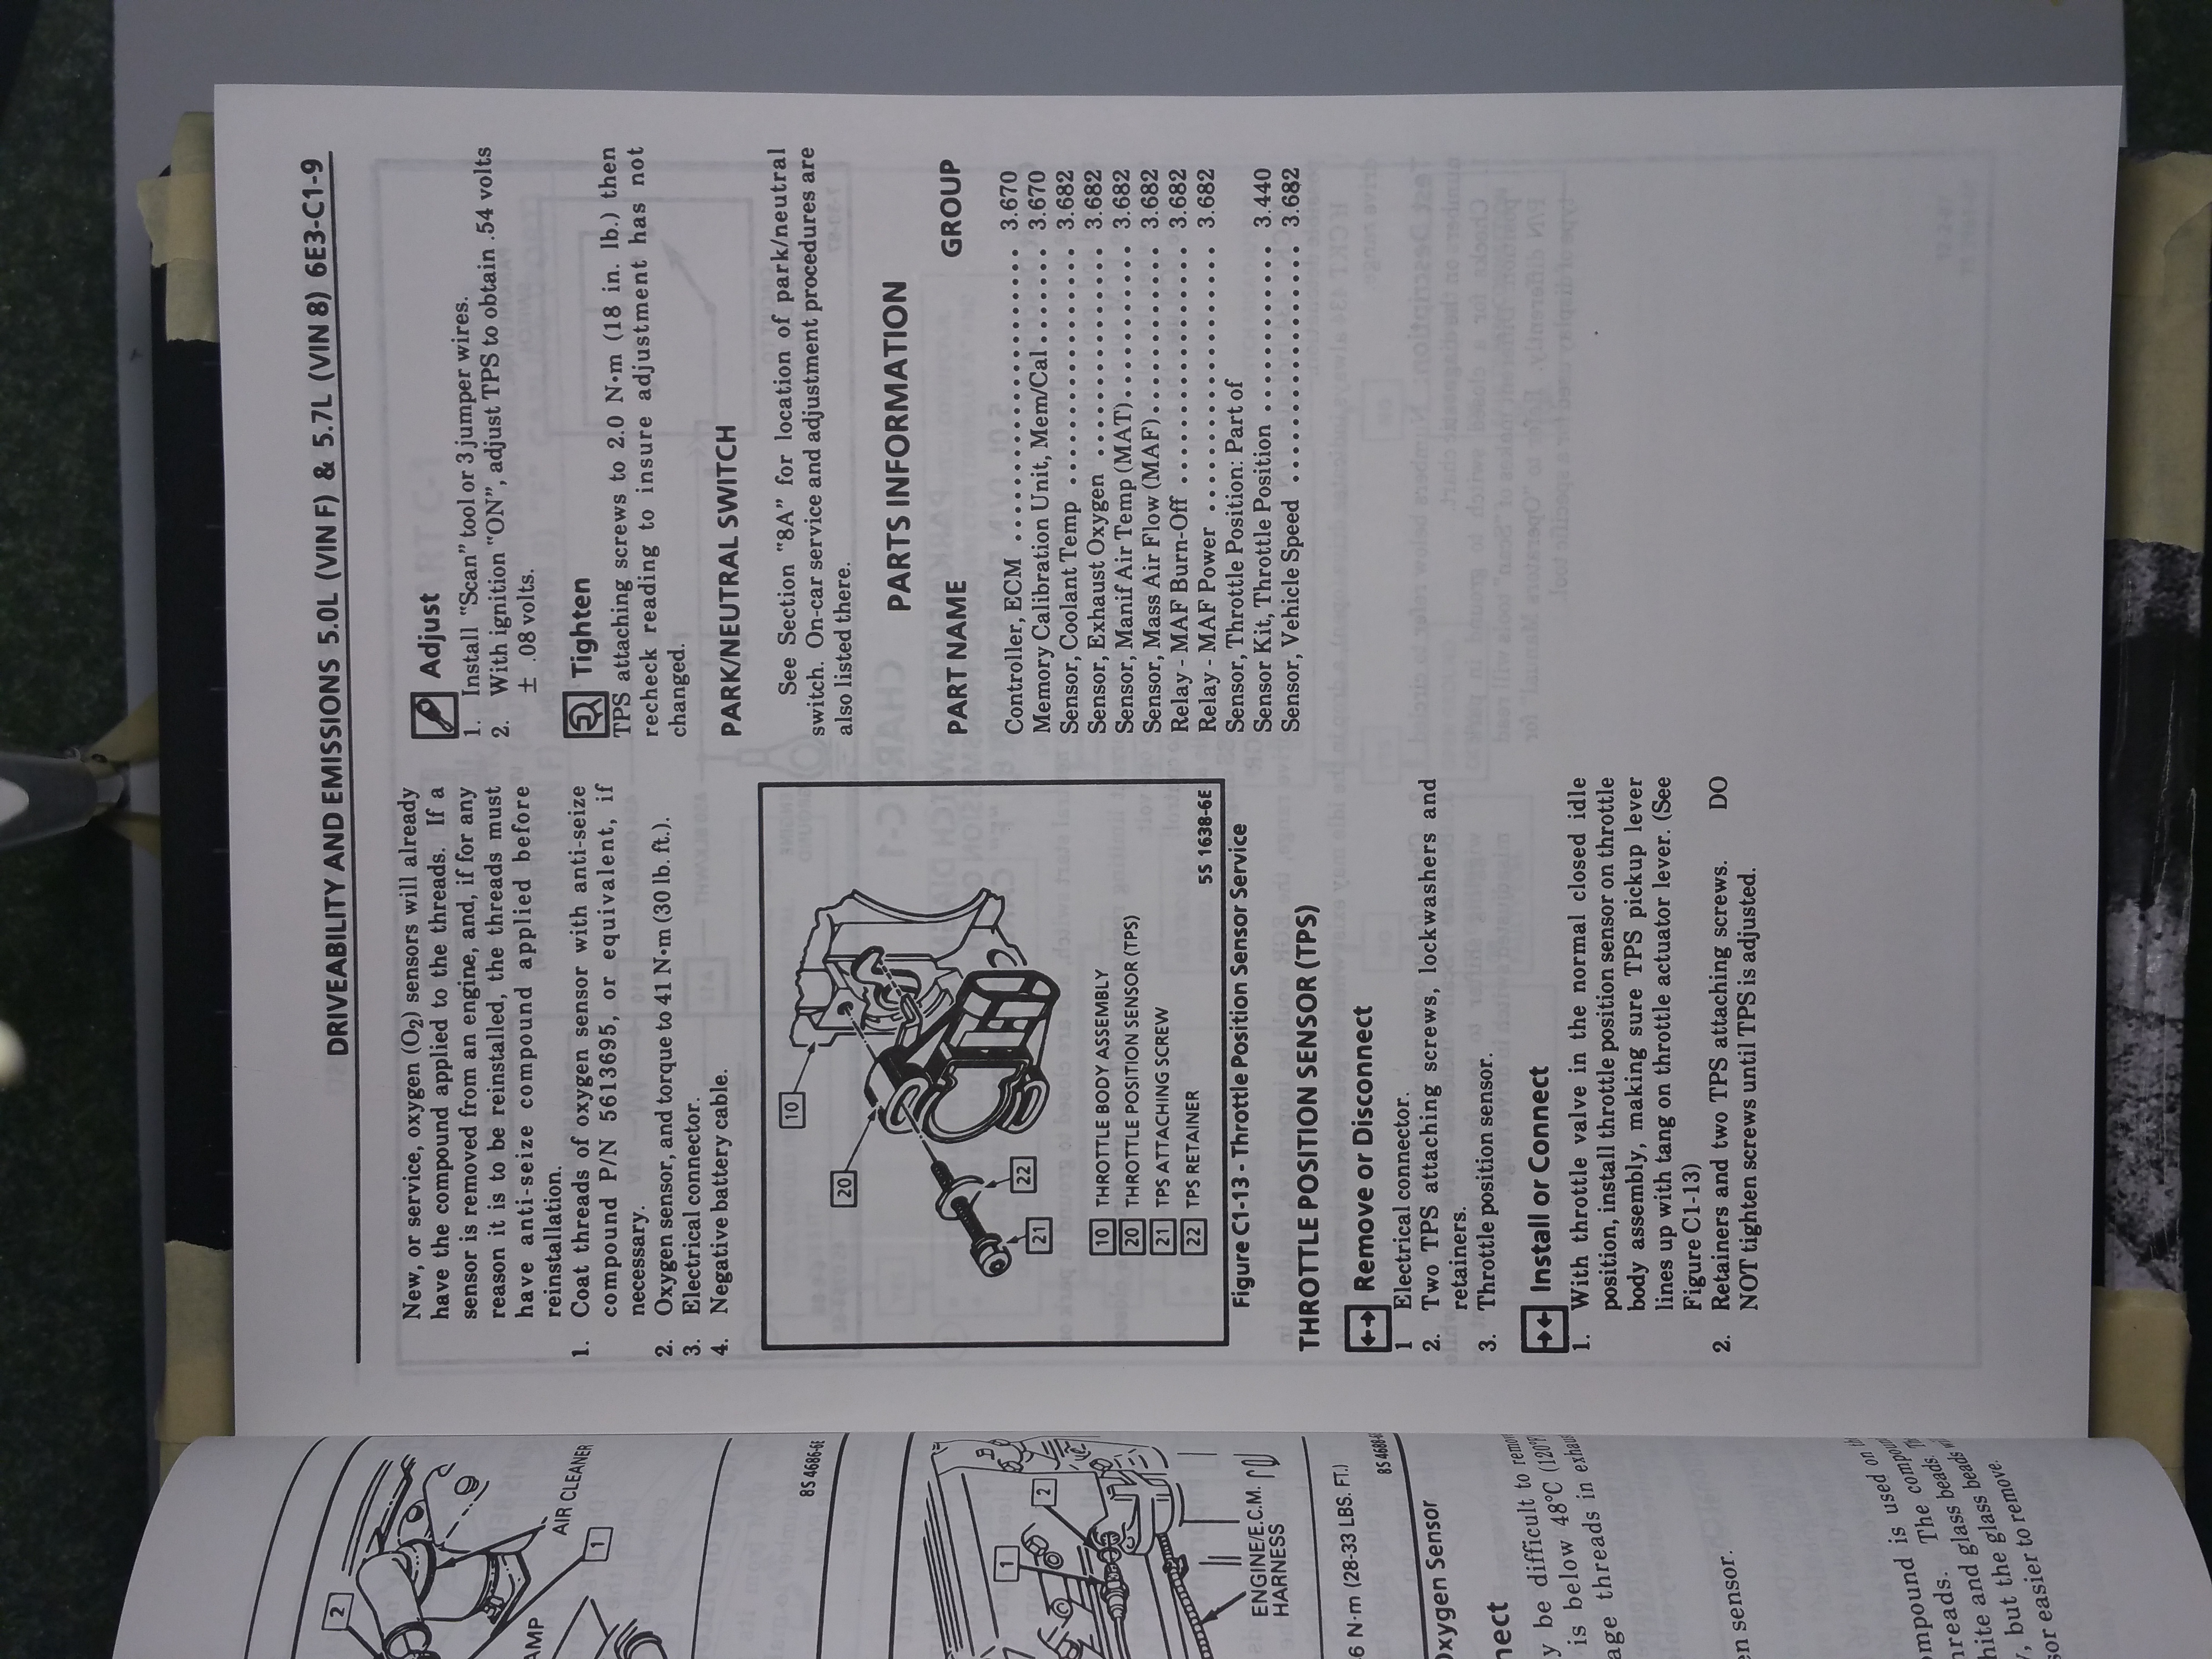 DRIVEABILITY AND EMISSIONS 5.0L (VIN F) & 5.7L (VIN 8) 6E3-C1-9
New, or service, oxygen (O₂) sensors will already
have the compound applied to the threads. If a
sensor is removed from an engine, and, if for any
reason it is to be reinstalled, the threads must
have anti-seize compound applied before
reinstallation.
1. Coat threads of oxygen sensor with anti-seize
compound P/N 5613695, or equivalent, if
necessary.
2. Oxygen sensor, and torque to 41 N•m (30 lb. ft.).
3. Electrical connector.
4. Negative battery cable.
10
20
22
21
10 THROTTLE BODY ASSEMBLY
20 THROTTLE POSITION SENSOR (TPS)
21 TPS ATTACHING SCREW
22 TPS RETAINER
5S 1638-6E
Figure C1-13 - Throttle Position Sensor Service
THROTTLE POSITION SENSOR (TPS)
Remove or Disconnect
1 Electrical connector.
2. Two TPS attaching screws, lockwashers and
retainers.
3. Throttle position sensor.
Install or Connect
1. With throttle valve in the normal closed idle
position, install throttle position sensor on throttle
body assembly, making sure TPS pickup lever
lines up with tang on throttle actuator lever. (See
Figure C1-13)
2. Retainers and two TPS attaching screws. DO
NOT tighten screws until TPS is adjusted.
Adjust
1. Install "Scan" tool or 3 jumper wires.
2. With ignition "ON", adjust TPS to obtain .54 volts
± .08 volts.
Tighten
TPS attaching screws to 2.0 N•m (18 in. lb.) then
recheck reading to insure adjustment has not
changed.
PARK/NEUTRAL SWITCH
See Section "8A" for location of park/neutral
switch. On-car service and adjustment procedures are
also listed there.
PARTS INFORMATION
PART NAME GROUP
Controller, ECM .......................... 3.670
Memory Calibration Unit, Mem/Cal ....... 3.670
Sensor, Coolant Temp .................... 3.682
Sensor, Exhaust Oxygen .................. 3.682
Sensor, Manif Air Temp (MAT)............. 3.682
Sensor, Mass Air Flow (MAF).............. 3.682
Relay - MAF Burn-Off .................... 3.682
Relay - MAF Power ....................... 3.682
Sensor, Throttle Position: Part of
Sensor Kit, Throttle Position ............ 3.440
Sensor, Vehicle Speed ................... 3.682
2
AIR CLEANER
1
AMP
8S 4686-6E
2
1
ENGINE/E.C.M.
HARNESS
6 N·m (28-33 LBS. FT.)
8S 4688-
Oxygen Sensor
nect
y be difficult to remov
is below 48°C (120°F
age threads in exhaus
en sensor.
ompound is used on th
hreads. The compoun
hite and glass beads
, but the glass beads wi
sor easier to remove.